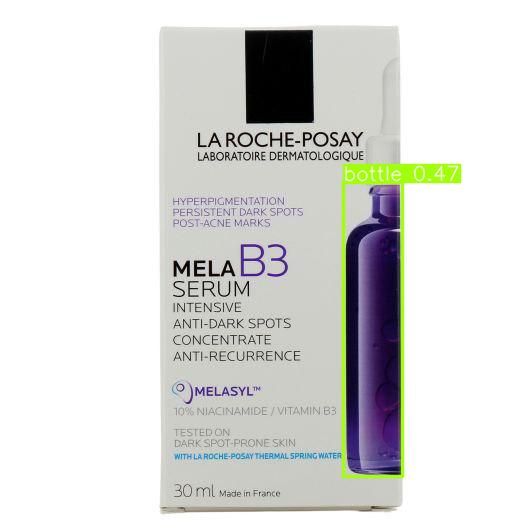 LA ROCHE-POSAY
LABORATOIRE DERMATOLOGIQUE
bottle 0.47
HYPERPIGMENTATION
PERSISTENT DARK SPOTS
POST-ACNE MARKS
MELA B3
SERUM
INTENSIVE
ANTI-DARK SPOTS
CONCENTRATE
ANTI-RECURRENCE
MELASYL™
10% NIACINAMIDE / VITAMIN B3
TESTED ON
DARK SPOT-PRONE SKIN
WITH LA ROCHE-POSAY THERMAL SPRING WATER
30 ml Made in France